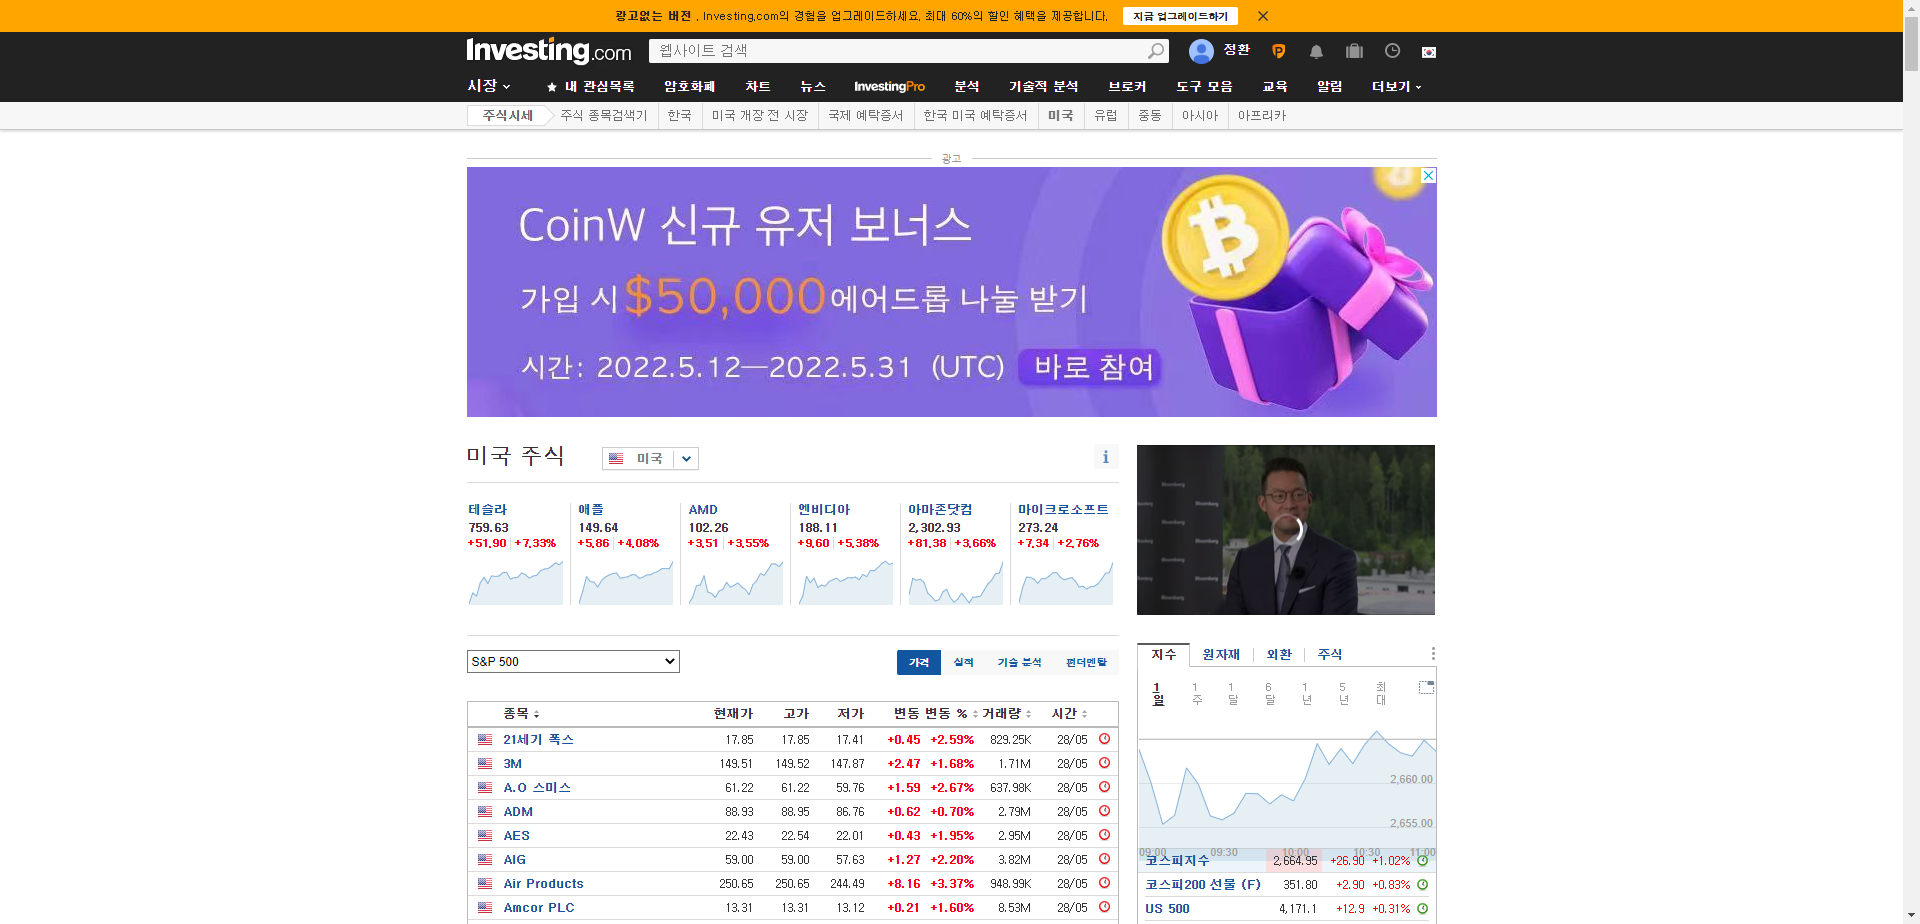 광고없는 버전 . Investing.com의 경험을 업그레이드하세요. 최대 60%의 할인 혜택을 제공합니다. 지금 업그레이드하기
Investing.com 웹사이트 검색 정환
시장 내 관심목록 암호화폐 차트 뉴스 InvestingPro 분석 기술적 분석 브로커 도구 모음 교육 알림 더보기
주식시세 주식 종목검색기 한국 미국 개장 전 시장 국제 예탁증서 한국 미국 예탁증서 미국 유럽 중동 아시아 아프리카
광고
CoinW 신규 유저 보너스
가입 시 $50,000 에어드롭 나눌 받기
시간: 2022.5.12—2022.5.31 (UTC) 바로 참여
미국 주식 미국
테슬라 애플 AMD 엔비디아 아마존닷컴 마이크로소프트
759.63 149.64 102.26 188.11 2,302.93 273.24
+51.90 +7.33% +5.86 +4.08% +3.51 +3.55% +9.60 +5.38% +81.38 +3.66% +7.34 +2.76%
S&P 500 가격 실적 기술 분석 펀더멘탈
종목 현재가 고가 저가 변동 변동 % 거래량 시간
21세기 폭스 17.85 17.85 17.41 +0.45 +2.59% 829.25K 28/05
3M 149.51 149.52 147.87 +2.47 +1.68% 1.71M 28/05
A.O 스미스 61.22 61.22 59.76 +1.59 +2.67% 637.98K 28/05
ADM 88.93 88.95 86.76 +0.62 +0.70% 2.79M 28/05
AES 22.43 22.54 22.01 +0.43 +1.95% 2.95M 28/05
AIG 59.00 59.00 57.63 +1.27 +2.20% 3.82M 28/05
Air Products 250.65 250.65 244.49 +8.16 +3.37% 948.99K 28/05
Amcor PLC 13.31 13.31 13.12 +0.21 +1.60% 8.53M 28/05
지수 원자재 외환 주식
1일 1주 1달 6달 1년 5년 최대
2,660.00
2,655.00
09:00 09:30 10:00 10:30 11:00
코스피지수 2,664.95 +26.90 +1.02%
코스피200 선물 (F) 351.80 +2.90 +0.83%
US 500 4,171.1 +12.9 +0.31%